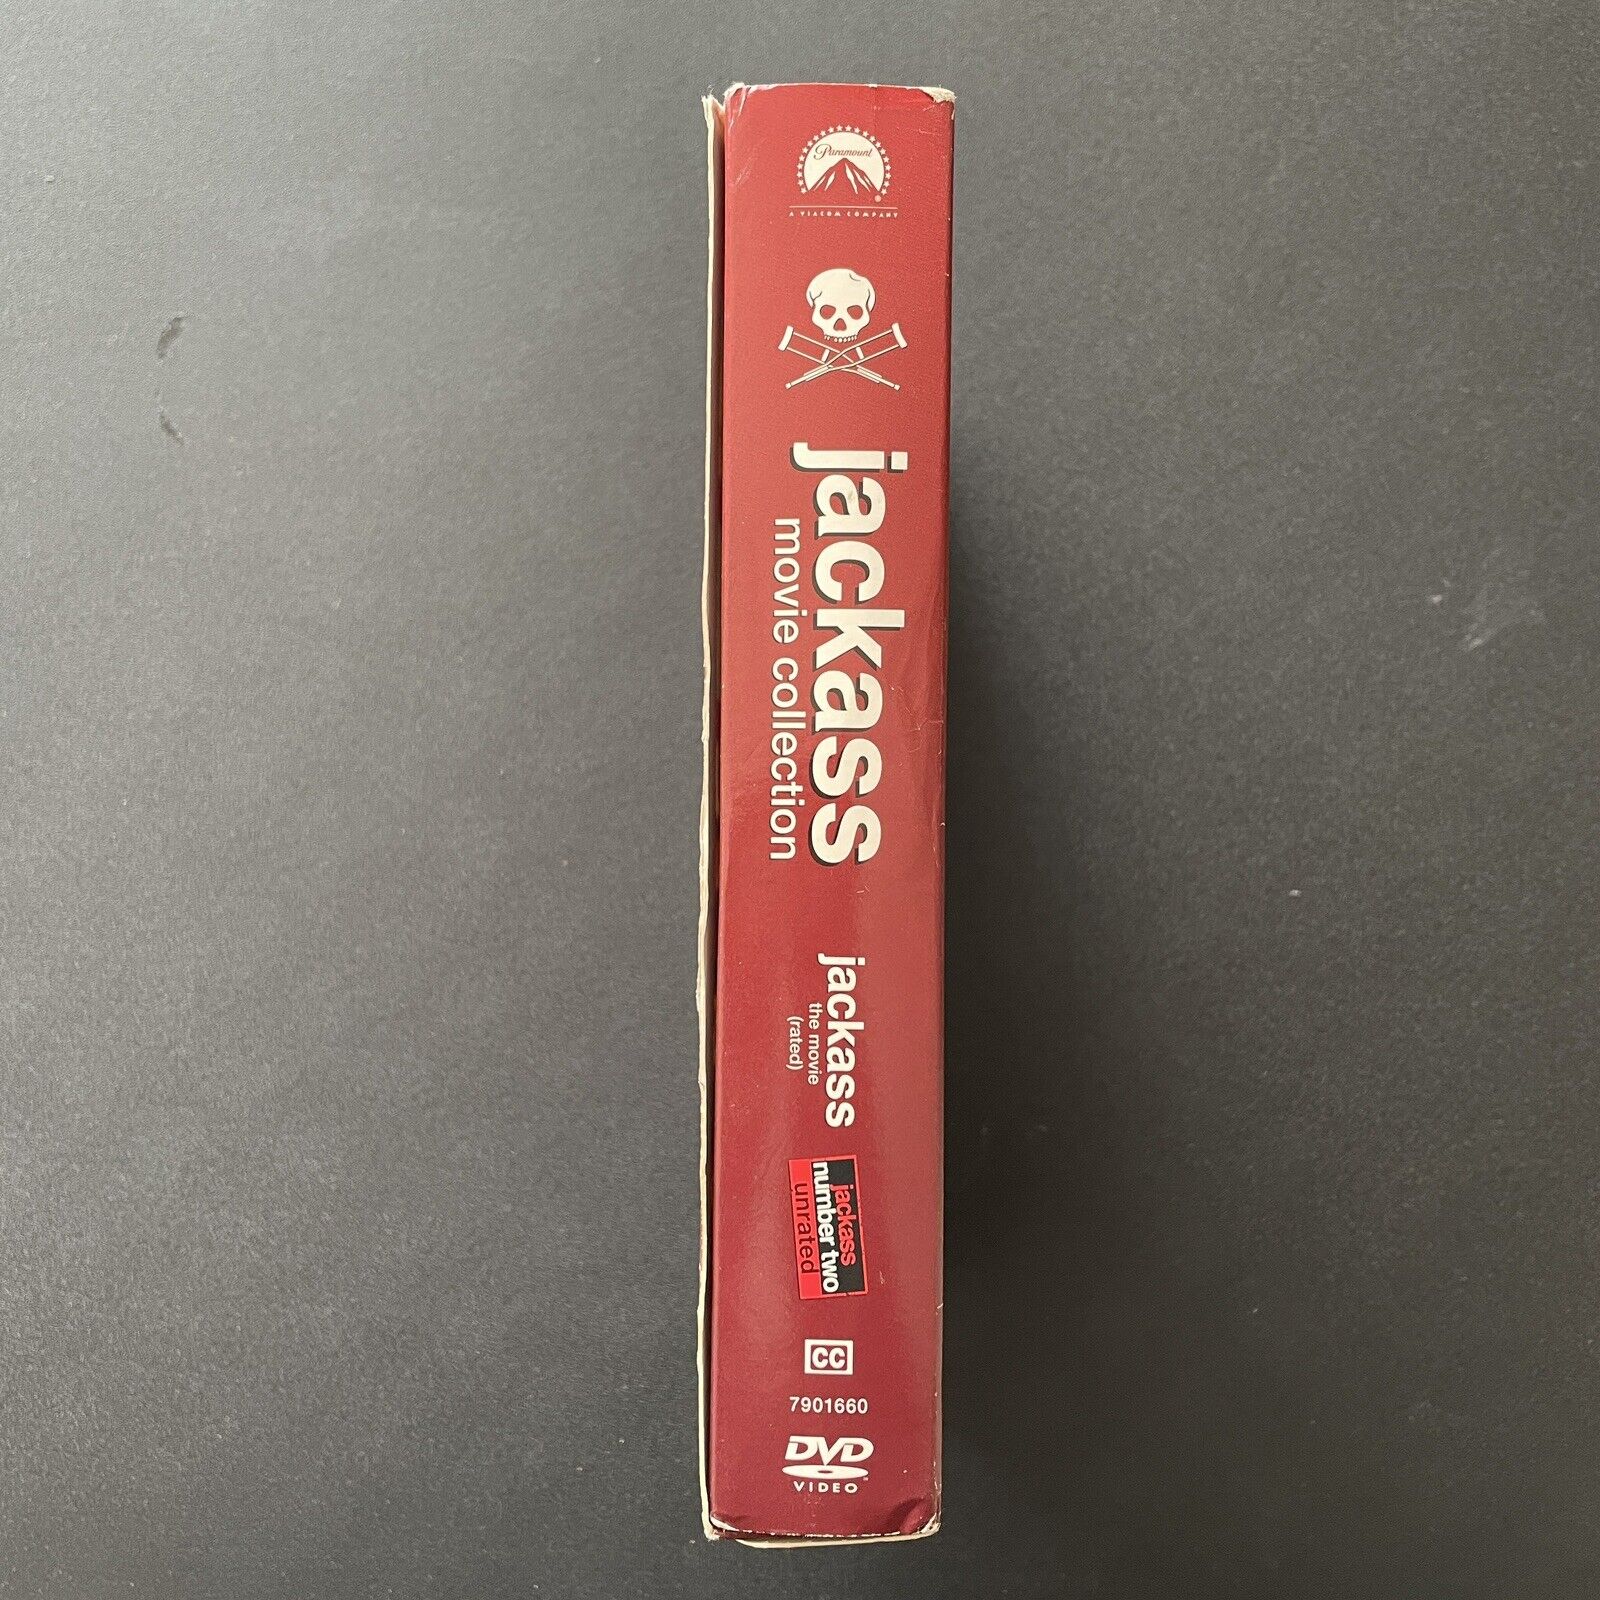 Paramount
A VIACOM COMPANY
jackass
movie collection
jackass
the movie
(rated)
jackass
number two
unrated
CC
7901660
DVD
VIDEO